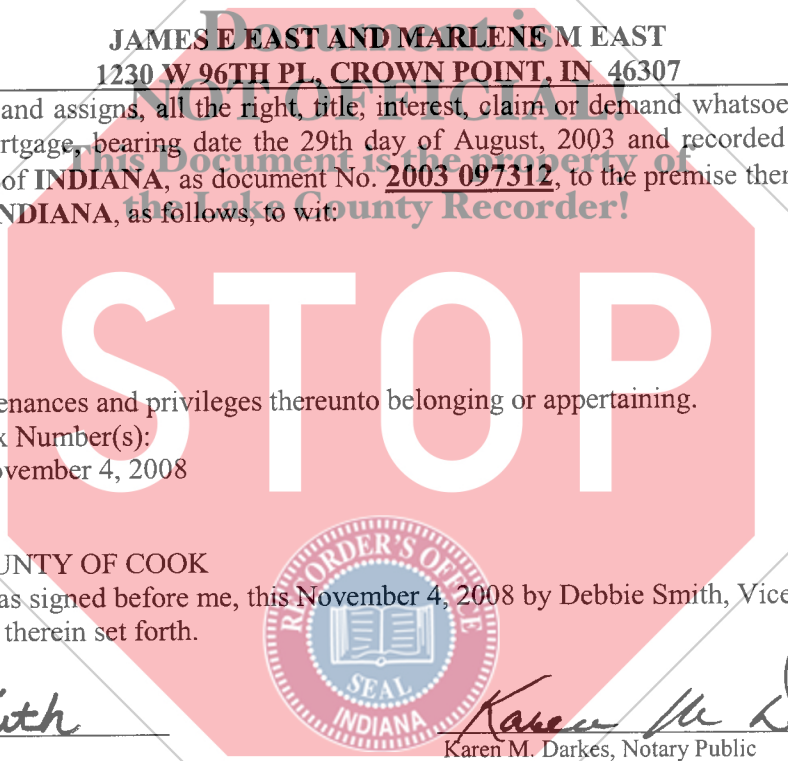 Document is
JAMES E EAST AND MARLENE M EAST
1230 W 96TH PL, CROWN POINT, IN 46307
NOT OFFICIAL!
and assigns, all the right, title, interest, claim or demand whatsoe
rtgage, bearing date the 29th day of August, 2003 and recorded
This Document is the property of
of INDIANA, as document No. 2003 097312, to the premise ther
the Lake County Recorder!
NDIANA, as follows, to wit:
STOP
enances and privileges thereunto belonging or appertaining.
x Number(s):
ovember 4, 2008
UNTY OF COOK
as signed before me, this November 4, 2008 by Debbie Smith, Vice
therein set forth.
RECORDER'S OFFICE
SEAL
INDIANA
Karen M D
Karen M. Darkes, Notary Public